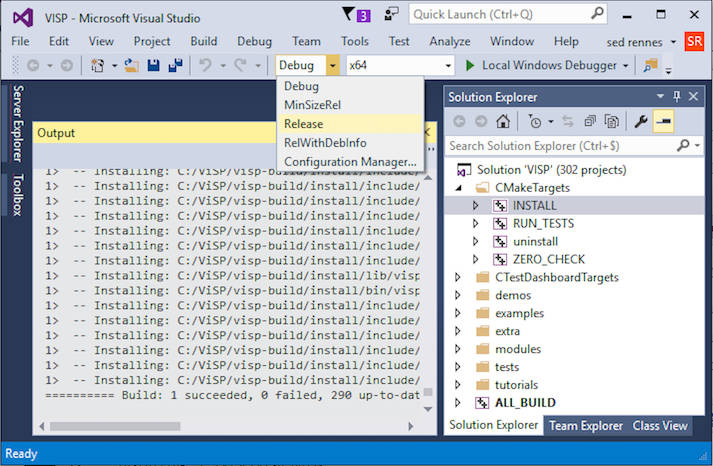 VISP - Microsoft Visual Studio
3
Quick Launch (Ctrl+Q)
File Edit View Project Build Debug Team Tools Test Analyze Window Help sed rennes SR
Debug x64 Local Windows Debugger
Debug
MinSizeRel
Release
RelWithDebInfo
Configuration Manager...
Server Explorer
Toolbox
Output
1> -- Installing: C:/ViSP/visp-build/install/include/
1> -- Installing: C:/ViSP/visp-build/install/include/
1> -- Installing: C:/ViSP/visp-build/install/include/
1> -- Installing: C:/ViSP/visp-build/install/include/
1> -- Installing: C:/ViSP/visp-build/install/include/
1> -- Installing: C:/ViSP/visp-build/install/include/
1> -- Installing: C:/ViSP/visp-build/install/lib/visp
1> -- Installing: C:/ViSP/visp-build/install/bin/visp
1> -- Installing: C:/ViSP/visp-build/install/include/
1> -- Installing: C:/ViSP/visp-build/install/include/
1> -- Installing: C:/ViSP/visp-build/install/include/
1> -- Installing: C:/ViSP/visp-build/install/include/
1> -- Installing: C:/ViSP/visp-build/install/include/
========== Build: 1 succeeded, 0 failed, 290 up-to-dat
Solution Explorer
Search Solution Explorer (Ctrl+$)
Solution 'VISP' (302 projects)
CMakeTargets
INSTALL
RUN_TESTS
uninstall
ZERO_CHECK
CTestDashboardTargets
demos
examples
extra
modules
tests
tutorials
ALL_BUILD
Solution Explorer Team Explorer Class View
Ready